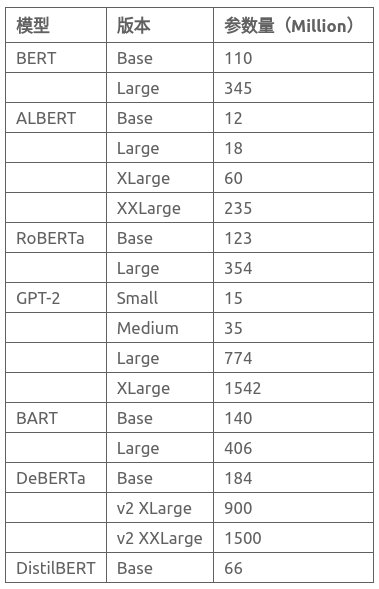 模型 版本 参数量（Million）
BERT Base 110
Large 345
ALBERT Base 12
Large 18
XLarge 60
XXLarge 235
RoBERTa Base 123
Large 354
GPT-2 Small 15
Medium 35
Large 774
XLarge 1542
BART Base 140
Large 406
DeBERTa Base 184
v2 XLarge 900
v2 XXLarge 1500
DistilBERT Base 66